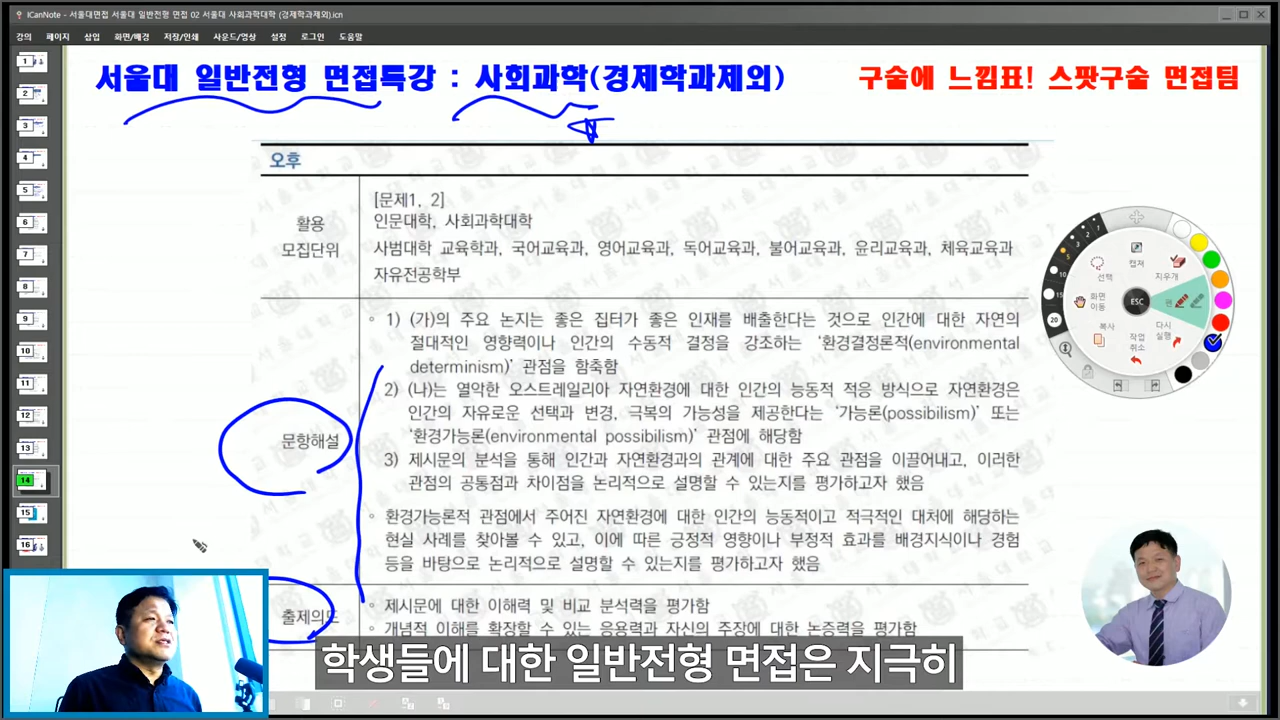 ICanNote - 서울대면접 서울대 일반전형 면접 02 서울대 사회과학대학 (경제학과제외).icn
강의 페이지 삽입 화면/배경 저장/인쇄 사운드/영상 설정 로그인 도움말
서울대 일반전형 면접특강 : 사회과학(경제학과제외)
구술에 느낌표! 스팟구술 면접팀
1
2
3
4
5
6
7
8
9
10
11
12
13
14
15
16
오후
활용
모집단위
[문제1, 2]
인문대학, 사회과학대학
사범대학 교육학과, 국어교육과, 영어교육과, 독어교육과, 불어교육과, 윤리교육과, 체육교육과
자유전공학부
문항해설
◦ 1) (가)의 주요 논지는 좋은 집터가 좋은 인재를 배출한다는 것으로 인간에 대한 자연의
절대적인 영향력이나 인간의 수동적 결정을 강조하는 ‘환경결정론적(environmental
determinism)’ 관점을 함축함
2) (나)는 열악한 오스트레일리아 자연환경에 대한 인간의 능동적 적응 방식으로 자연환경은
인간의 자유로운 선택과 변경, 극복의 가능성을 제공한다는 ‘가능론(possibilism)’ 또는
‘환경가능론(environmental possibilism)’ 관점에 해당함
3) 제시문의 분석을 통해 인간과 자연환경과의 관계에 대한 주요 관점을 이끌어내고, 이러한
관점의 공통점과 차이점을 논리적으로 설명할 수 있는지를 평가하고자 했음
◦ 환경가능론적 관점에서 주어진 자연환경에 대한 인간의 능동적이고 적극적인 대처에 해당하는
현실 사례를 찾아볼 수 있고, 이에 따른 긍정적 영향이나 부정적 효과를 배경지식이나 경험
등을 바탕으로 논리적으로 설명할 수 있는지를 평가하고자 했음
출제의도
◦ 제시문에 대한 이해력 및 비교 분석력을 평가함
◦ 개념적 이해를 확장할 수 있는 응용력과 자신의 주장에 대한 논증력을 평가함
캡쳐
선택
지우개
화면
이동
ESC
펜
복사
작업
취소
다시
실행
1
2
3
5
10
15
20
학생들에 대한 일반전형 면접은 지극히